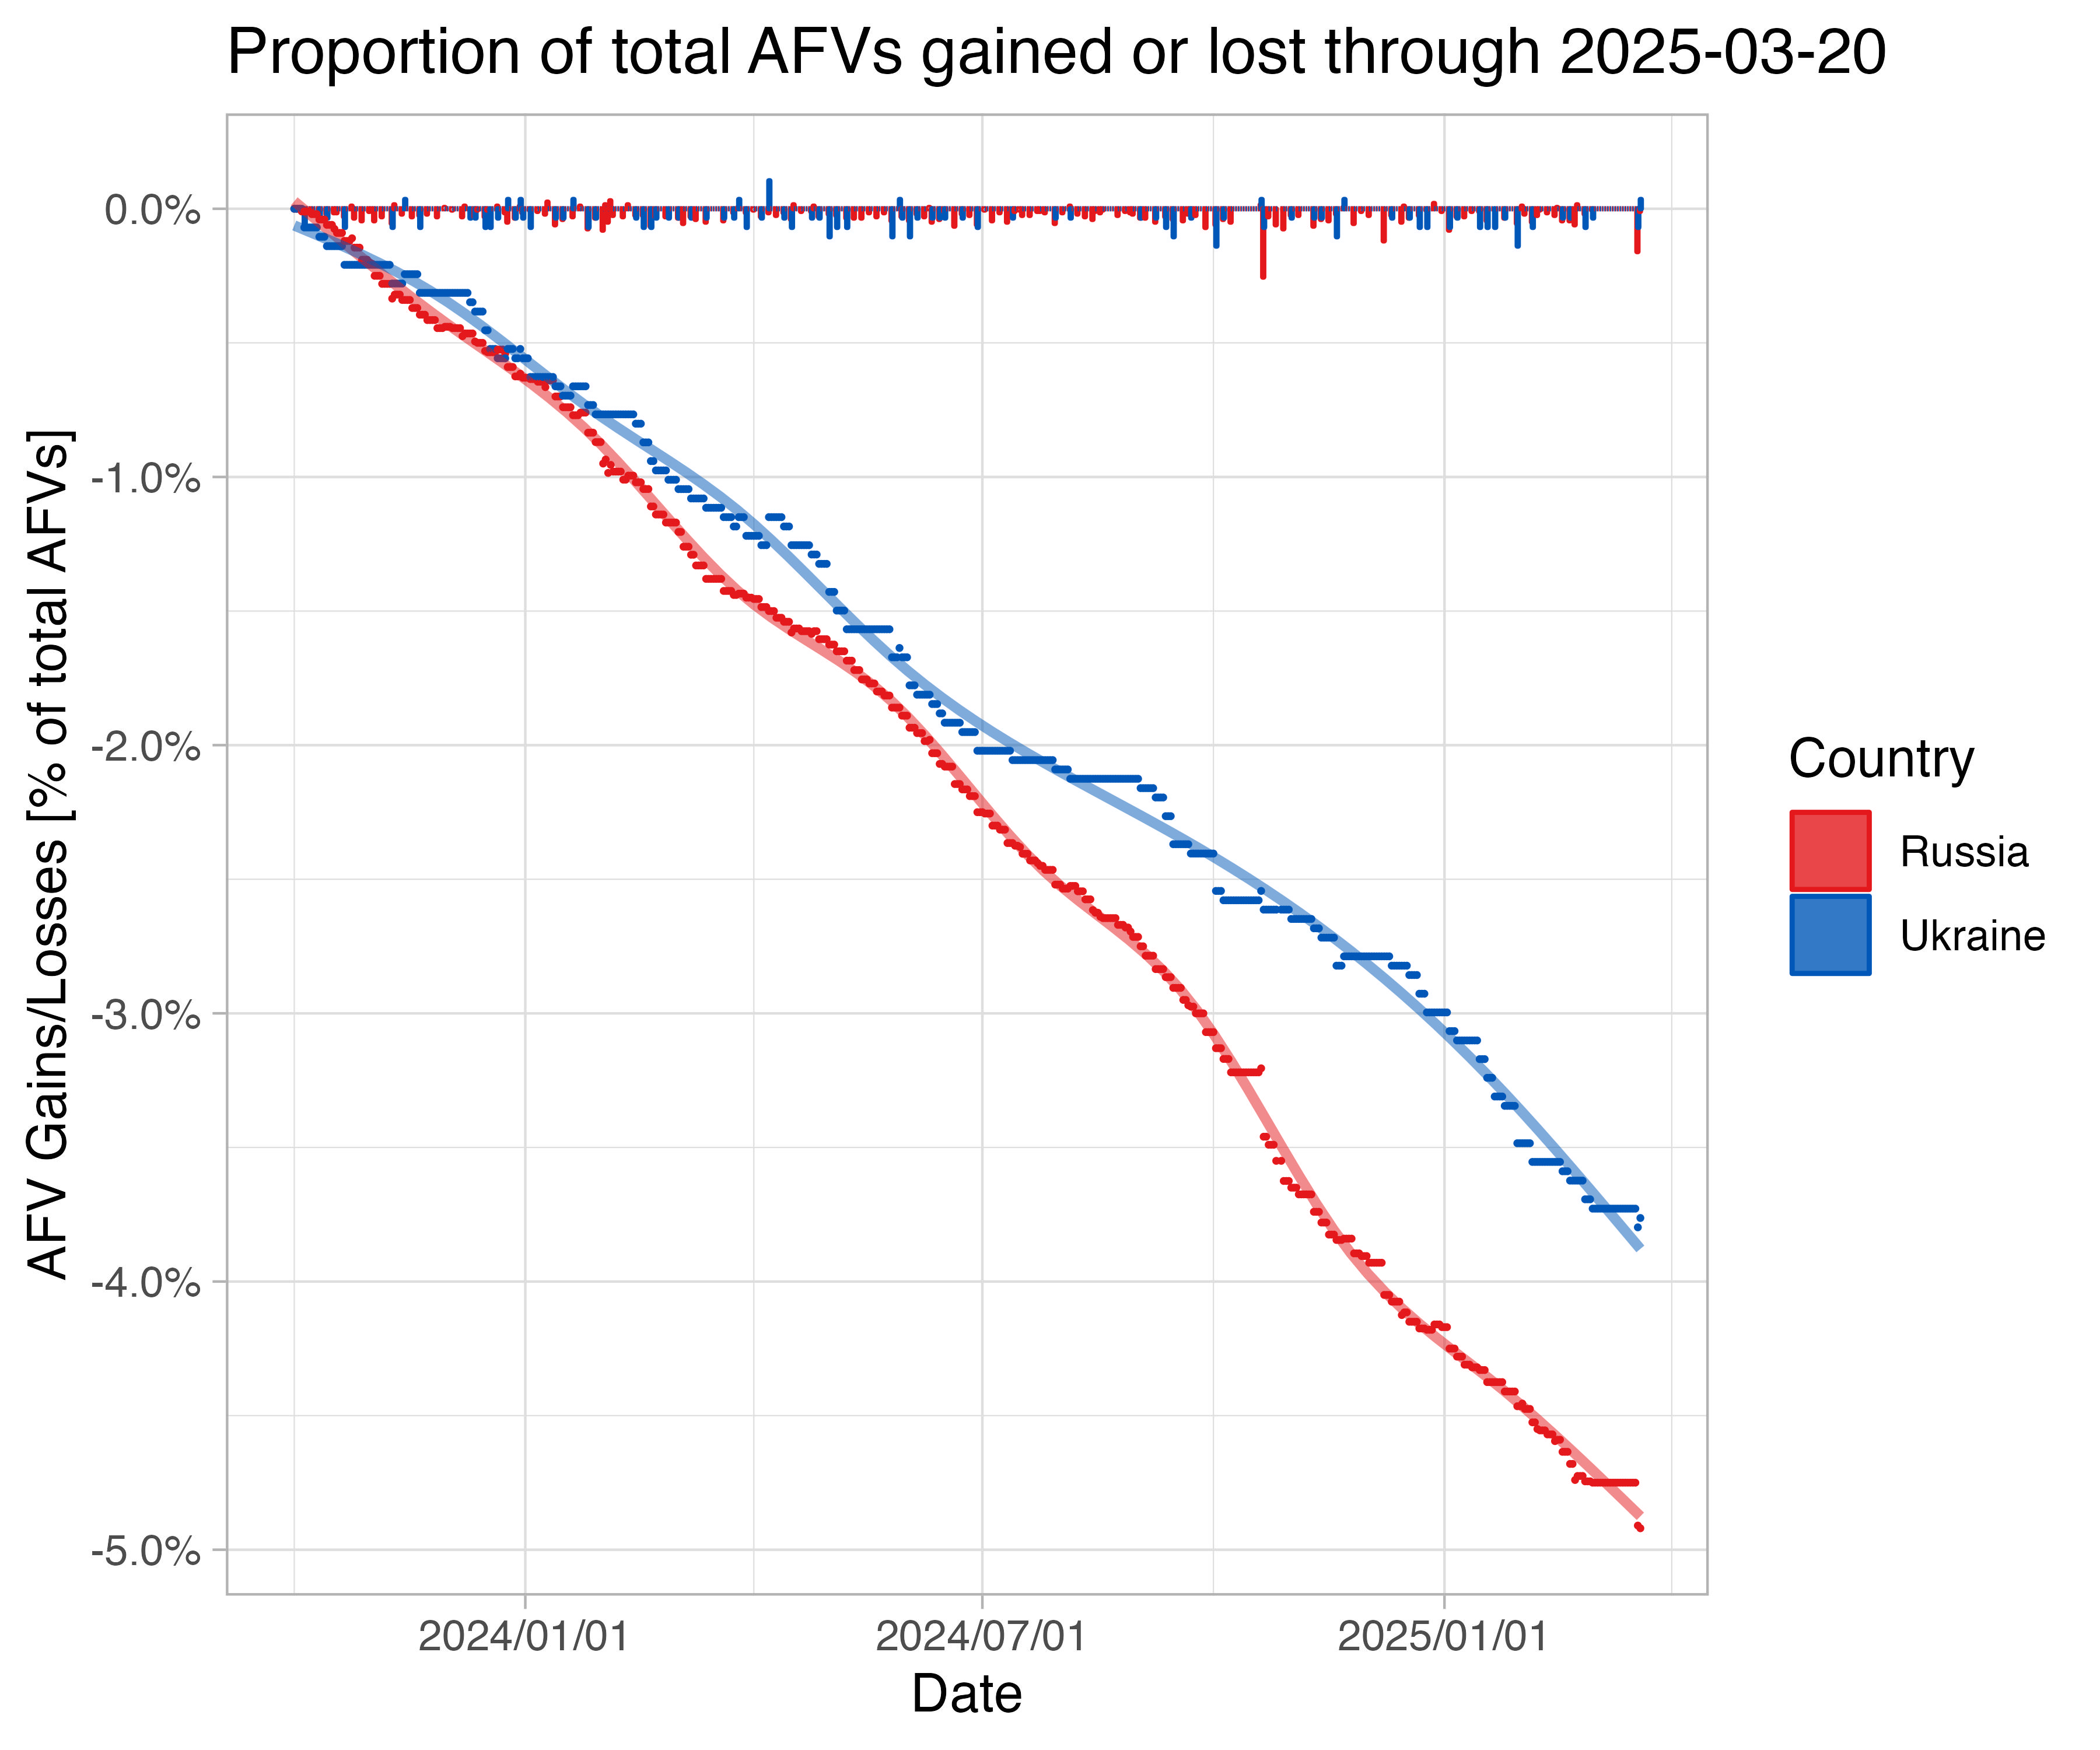 Proportion of total AFVs gained or lost through 2025-03-20
AFV Gains/Losses [% of total AFVs]
0.0%
-1.0%
-2.0%
-3.0%
-4.0%
-5.0%
2024/01/01
2024/07/01
2025/01/01
Date
Country
Russia
Ukraine